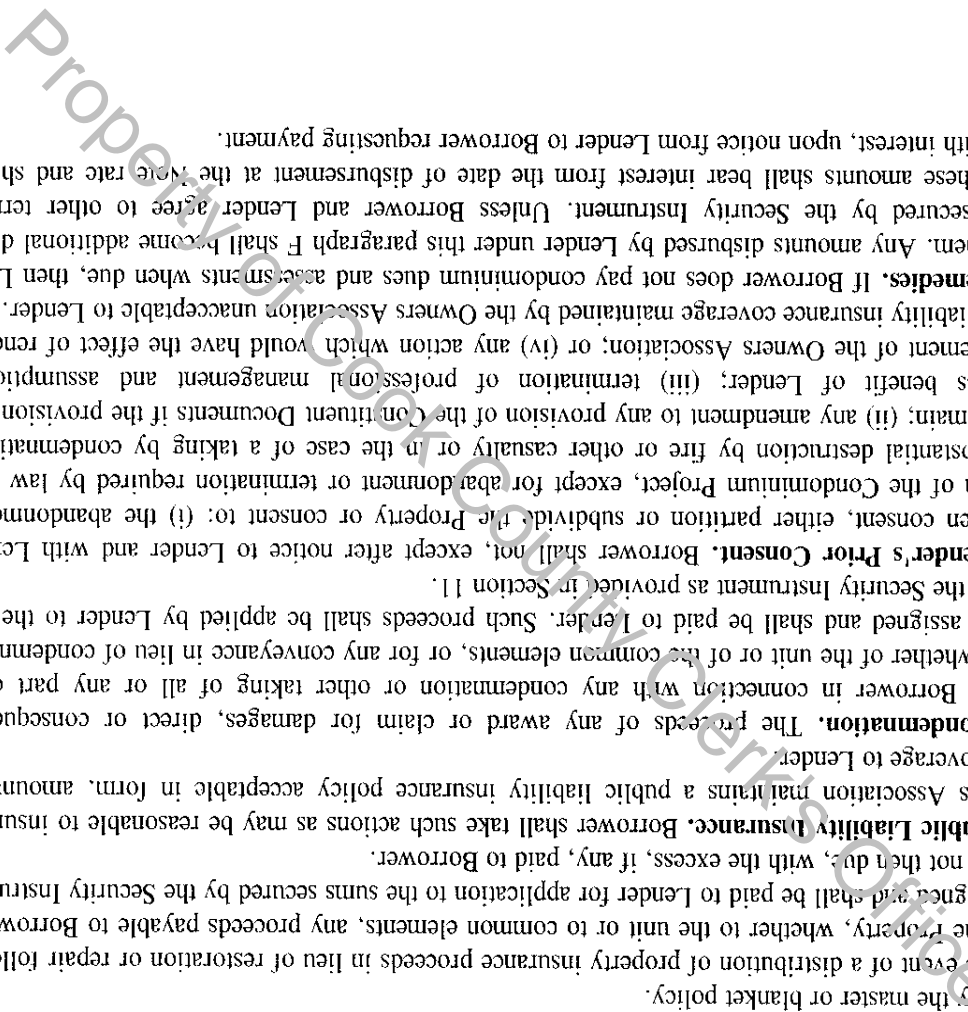 y the master or blanket policy.
event of a distribution of property insurance proceeds in lieu of restoration or repair foll
ne Property, whether to the unit or to common elements, any proceeds payable to Borrow
gned and shall be paid to Lender for application to the sums secured by the Security Instru
not then due, with the excess, if any, paid to Borrower.
ublic Liability Insurance. Borrower shall take such actions as may be reasonable to insu
s Association maintains a public liability insurance policy acceptable in form, amoun
overage to Lender.
ondemnation. The proceeds of any award or claim for damages, direct or conseque
Borrower in connection with any condemnation or other taking of all or any part
whether of the unit or of the common elements, or for any conveyance in lieu of condemn
assigned and shall be paid to Lender. Such proceeds shall be applied by Lender to the
the Security Instrument as provided in Section 11.
ender's Prior Consent. Borrower shall not, except after notice to Lender and with Le
en consent, either partition or subdivide the Property or consent to: (i) the abandonme
n of the Condominium Project, except for abandonment or termination required by law
bstantial destruction by fire or other casualty or in the case of a taking by condemnati
main; (ii) any amendment to any provision of the Constituent Documents if the provision
s benefit of Lender; (iii) termination of professional management and assumptio
ement of the Owners Association; or (iv) any action which would have the effect of rend
iability insurance coverage maintained by the Owners Association unacceptable to Lender.
emedies. If Borrower does not pay condominium dues and assessments when due, then L
hem. Any amounts disbursed by Lender under this paragraph F shall become additional d
secured by the Security Instrument. Unless Borrower and Lender agree to other ter
hese amounts shall bear interest from the date of disbursement at the Note rate and sh
ith interest, upon notice from Lender to Borrower requesting payment.
Property of Cook County Clerk's Office